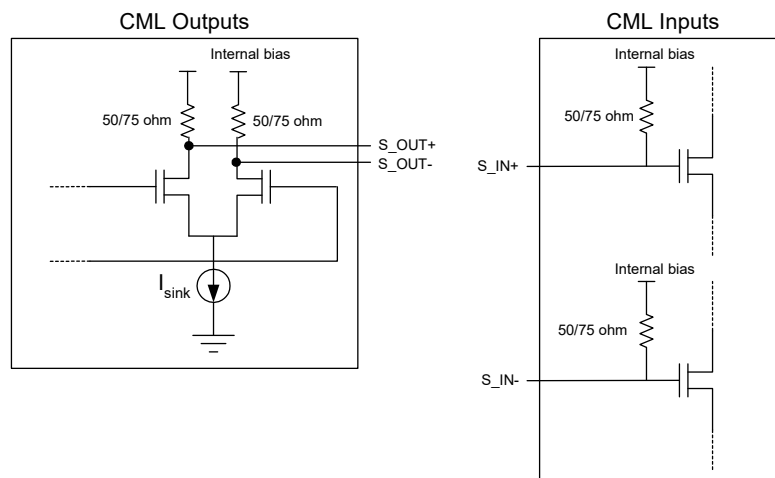 CML Outputs
Internal bias
50/75 ohm
50/75 ohm
S_OUT+
S_OUT-
Isink
CML Inputs
Internal bias
50/75 ohm
S_IN+
Internal bias
50/75 ohm
S_IN-